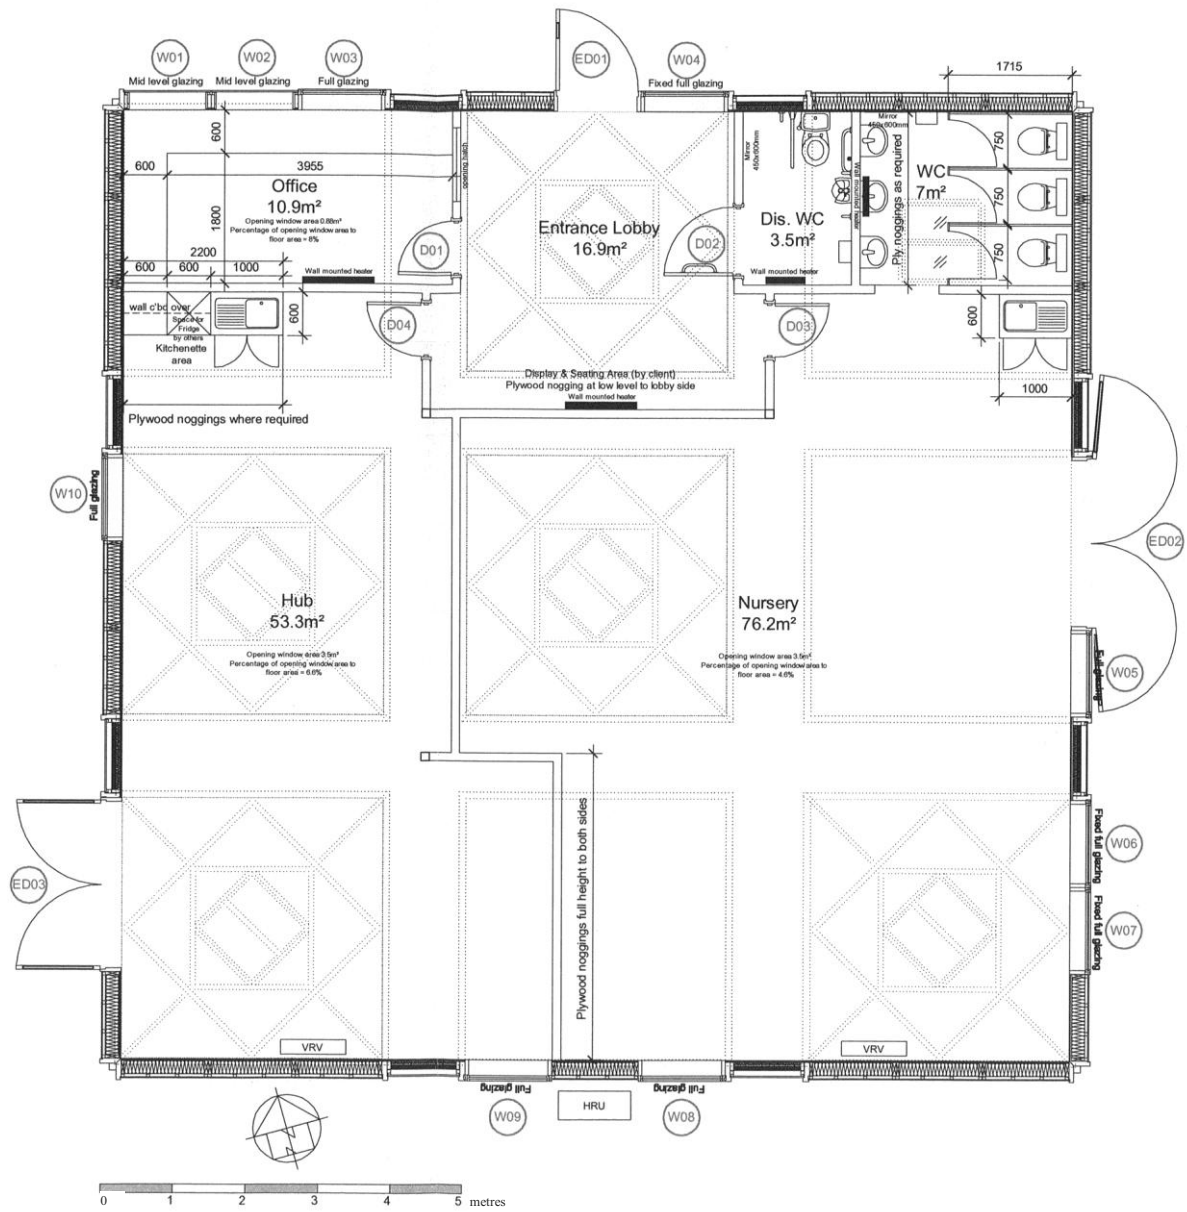 W01
W02
W03
ED01
W04
Mid level glazing
Mid level glazing
Full glazing
Fixed full glazing
1715
600
600
3955
opening hatch
Office
10.9m²
Opening window area 0.88m²
Percentage of opening window area to
floor area = 8%
1800
2200
600
600
1000
Wall mounted heater
D01
Entrance Lobby
16.9m²
D02
Mirror
450x600mm
Dis. WC
3.5m²
Wall mounted heater
Wall mounted heater
Mirror
450x600mm
Ply noggings as required
WC
7m²
750
750
750
wall c'bd over
Space for
Fridge
by others
Kitchenette
area
600
D04
D03
600
1000
Display & Seating Area (by client)
Plywood nogging at low level to lobby side
Wall mounted heater
Plywood noggings where required
W10
Full glazing
ED02
Hub
53.3m²
Opening window area 3.5m²
Percentage of opening window area to
floor area = 6.6%
Nursery
76.2m²
Opening window area 3.5m²
Percentage of opening window area to
floor area = 4.6%
Full glazing
W05
Plywood noggings full height to both sides
Fixed full glazing
W06
ED03
Fixed full glazing
W07
VRV
VRV
Full glazing
Full glazing
W09
HRU
W08
0 1 2 3 4 5 metres